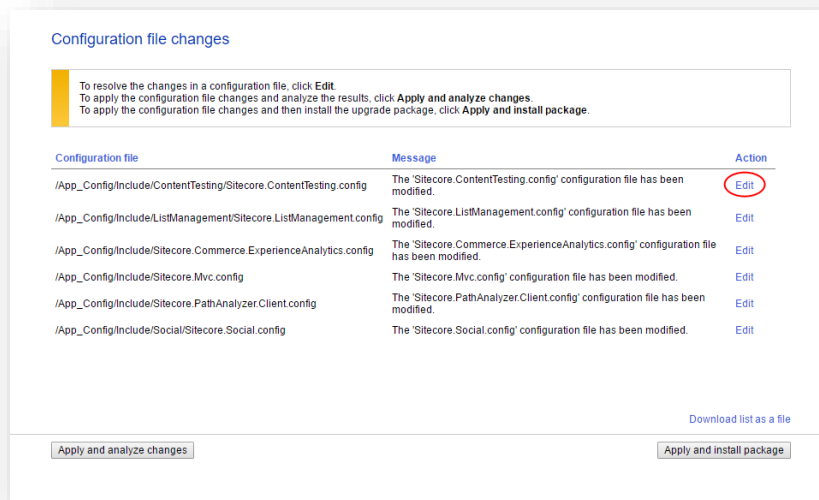 Configuration file changes
To resolve the changes in a configuration file, click Edit.
To apply the configuration file changes and analyze the results, click Apply and analyze changes.
To apply the configuration file changes and then install the upgrade package, click Apply and install package.
Configuration file Message Action
/App_Config/Include/ContentTesting/Sitecore.ContentTesting.config The 'Sitecore.ContentTesting.config' configuration file has been modified. Edit
/App_Config/Include/ListManagement/Sitecore.ListManagement.config The 'Sitecore.ListManagement.config' configuration file has been modified. Edit
/App_Config/Include/Sitecore.Commerce.ExperienceAnalytics.config The 'Sitecore.Commerce.ExperienceAnalytics.config' configuration file has been modified. Edit
/App_Config/Include/Sitecore.Mvc.config The 'Sitecore.Mvc.config' configuration file has been modified. Edit
/App_Config/Include/Sitecore.PathAnalyzer.Client.config The 'Sitecore.PathAnalyzer.Client.config' configuration file has been modified. Edit
/App_Config/Include/Social/Sitecore.Social.config The 'Sitecore.Social.config' configuration file has been modified. Edit
Download list as a file
Apply and analyze changes Apply and install package